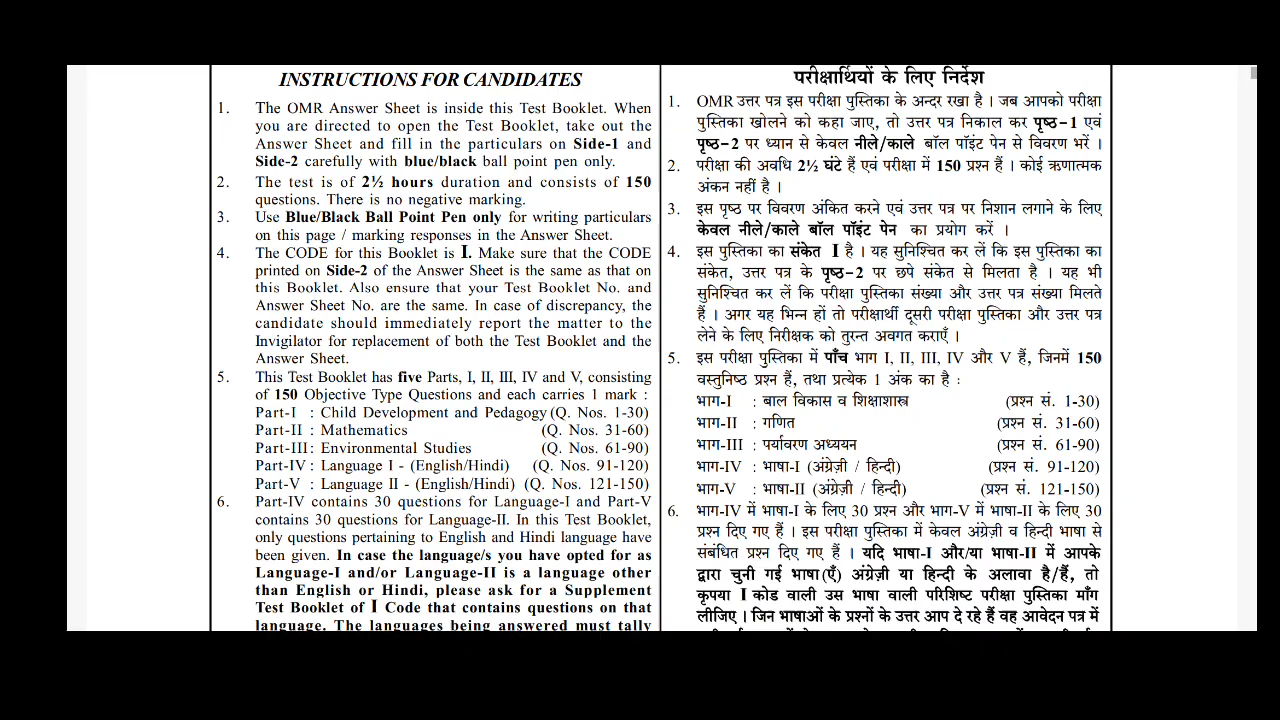 INSTRUCTIONS FOR CANDIDATES
1. The OMR Answer Sheet is inside this Test Booklet. When
you are directed to open the Test Booklet, take out the
Answer Sheet and fill in the particulars on Side-1 and
Side-2 carefully with blue/black ball point pen only.
2. The test is of 2½ hours duration and consists of 150
questions. There is no negative marking.
3. Use Blue/Black Ball Point Pen only for writing particulars
on this page / marking responses in the Answer Sheet.
4. The CODE for this Booklet is I. Make sure that the CODE
printed on Side-2 of the Answer Sheet is the same as that on
this Booklet. Also ensure that your Test Booklet No. and
Answer Sheet No. are the same. In case of discrepancy, the
candidate should immediately report the matter to the
Invigilator for replacement of both the Test Booklet and the
Answer Sheet.
5. This Test Booklet has five Parts, I, II, III, IV and V, consisting
of 150 Objective Type Questions and each carries 1 mark :
Part-I : Child Development and Pedagogy (Q. Nos. 1-30)
Part-II : Mathematics (Q. Nos. 31-60)
Part-III : Environmental Studies (Q. Nos. 61-90)
Part-IV : Language I - (English/Hindi) (Q. Nos. 91-120)
Part-V : Language II - (English/Hindi) (Q. Nos. 121-150)
6. Part-IV contains 30 questions for Language-I and Part-V
contains 30 questions for Language-II. In this Test Booklet,
only questions pertaining to English and Hindi language have
been given. In case the language/s you have opted for as
Language-I and/or Language-II is a language other
than English or Hindi, please ask for a Supplement
Test Booklet of I Code that contains questions on that
language. The languages being answered must tally
परीक्षार्थियों के लिए निर्देश
1. OMR उत्तर पत्र इस परीक्षा पुस्तिका के अन्दर रखा है । जब आपको परीक्षा
पुस्तिका खोलने को कहा जाए, तो उत्तर पत्र निकाल कर पृष्ठ-1 एवं
पृष्ठ-2 पर ध्यान से केवल नीले/काले बॉल पॉइंट पेन से विवरण भरें ।
2. परीक्षा की अवधि 2½ घंटे हैं एवं परीक्षा में 150 प्रश्न हैं । कोई ऋणात्मक
अंकन नहीं है ।
3. इस पृष्ठ पर विवरण अंकित करने एवं उत्तर पत्र पर निशान लगाने के लिए
केवल नीले/काले बॉल पॉइंट पेन का प्रयोग करें ।
4. इस पुस्तिका का संकेत I है । यह सुनिश्चित कर लें कि इस पुस्तिका का
संकेत, उत्तर पत्र के पृष्ठ-2 पर छपे संकेत से मिलता है । यह भी
सुनिश्चित कर लें कि परीक्षा पुस्तिका संख्या और उत्तर पत्र संख्या मिलते
हैं । अगर यह भिन्न हों तो परीक्षार्थी दूसरी परीक्षा पुस्तिका और उत्तर पत्र
लेने के लिए निरीक्षक को तुरन्त अवगत कराएँ ।
5. इस परीक्षा पुस्तिका में पाँच भाग I, II, III, IV और V हैं, जिनमें 150
वस्तुनिष्ठ प्रश्न हैं, तथा प्रत्येक 1 अंक का है :
भाग-I : बाल विकास व शिक्षाशास्त्र (प्रश्न सं. 1-30)
भाग-II : गणित (प्रश्न सं. 31-60)
भाग-III : पर्यावरण अध्ययन (प्रश्न सं. 61-90)
भाग-IV : भाषा-I (अंग्रेज़ी / हिन्दी) (प्रश्न सं. 91-120)
भाग-V : भाषा-II (अंग्रेज़ी / हिन्दी) (प्रश्न सं. 121-150)
6. भाग-IV में भाषा-I के लिए 30 प्रश्न और भाग-V में भाषा-II के लिए 30
प्रश्न दिए गए हैं । इस परीक्षा पुस्तिका में केवल अंग्रेज़ी व हिन्दी भाषा से
संबंधित प्रश्न दिए गए हैं । यदि भाषा-I और/या भाषा-II में आपके
द्वारा चुनी गई भाषा(एँ) अंग्रेज़ी या हिन्दी के अलावा है/हैं, तो
कृपया I कोड वाली उस भाषा वाली परिशिष्ट परीक्षा पुस्तिका माँग
लीजिए । जिन भाषाओं के प्रश्नों के उत्तर आप दे रहे हैं वह आवेदन पत्र में